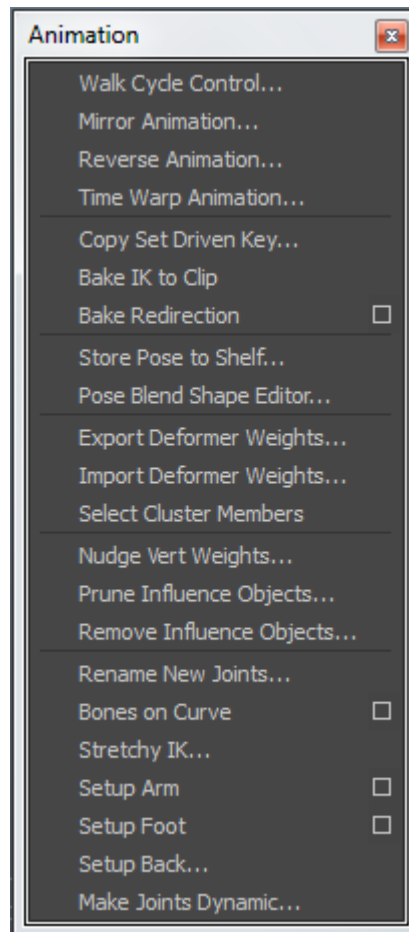 Animation
Walk Cycle Control...
Mirror Animation...
Reverse Animation...
Time Warp Animation...
Copy Set Driven Key...
Bake IK to Clip
Bake Redirection
Store Pose to Shelf...
Pose Blend Shape Editor...
Export Deformer Weights...
Import Deformer Weights...
Select Cluster Members
Nudge Vert Weights...
Prune Influence Objects...
Remove Influence Objects...
Rename New Joints...
Bones on Curve
Stretchy IK...
Setup Arm
Setup Foot
Setup Back...
Make Joints Dynamic...